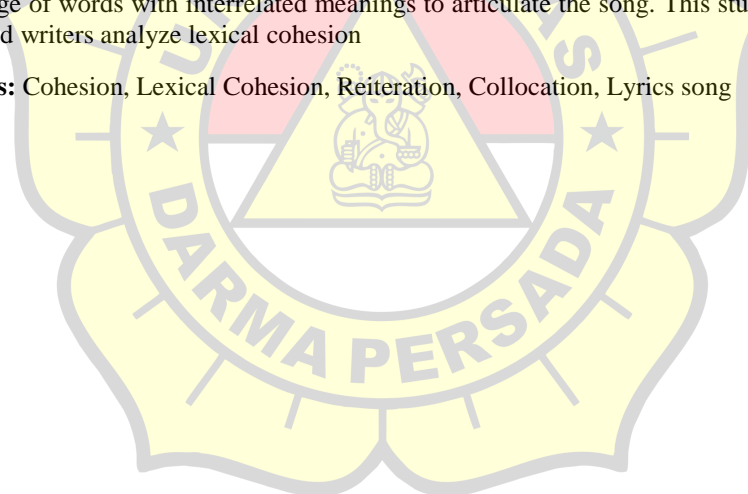 ge of words with interrelated meanings to articulate the song. This stu
d writers analyze lexical cohesion
s: Cohesion, Lexical Cohesion, Reiteration, Collocation, Lyrics song
DARMA PERSADA